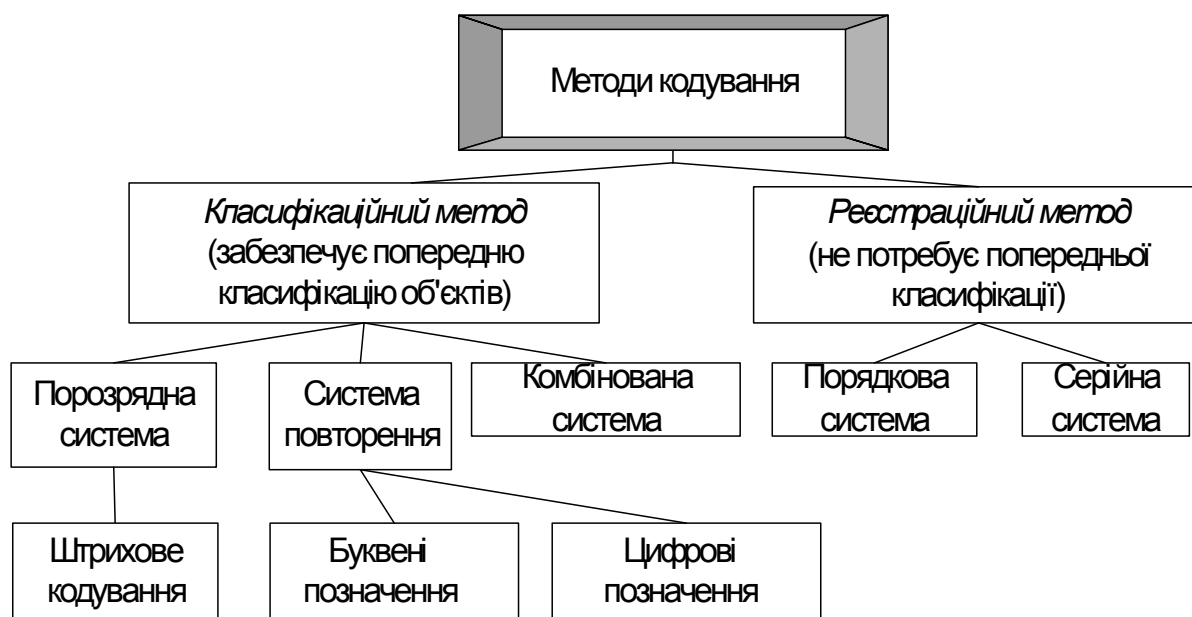 Методи кодування
Класифікаційний метод
(забезпечує попередню
класифікацію об'єктів)
Реєстраційний метод
(не потребує попередньої
класифікації)
Порозрядна
система
Система
повторення
Комбінована
система
Порядкова
система
Серійна
система
Штрихове
кодування
Буквені
позначення
Цифрові
позначення